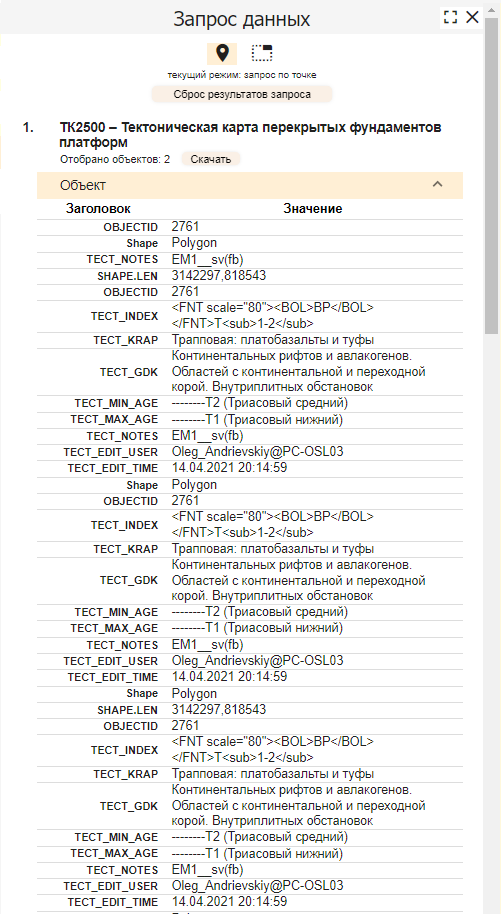 Запрос данных
текущий режим: запрос по точке
Сброс результатов запроса
1. ТК2500 – Тектоническая карта перекрытых фундаментов
платформ
Отобрано объектов: 2 Скачать
Объект
Заголовок Значение
OBJECTID 2761
Shape Polygon
TECT_NOTES EM1__sv(fb)
SHAPE.LEN 3142297,818543
OBJECTID 2761
TECT_INDEX <FNT scale="80"><BOL>BP</BOL>
</FNT>T<sub>1-2</sub>
TECT_KRAP Трапповая: платобазальты и туфы
TECT_GDK Континентальных рифтов и авлакогенов.
Областей с континентальной и переходной
корой. Внутриплитных обстановок
TECT_MIN_AGE --------T2 (Триасовый средний)
TECT_MAX_AGE --------T1 (Триасовый нижний)
TECT_NOTES EM1__sv(fb)
TECT_EDIT_USER Oleg_Andrievskiy@PC-OSL03
TECT_EDIT_TIME 14.04.2021 20:14:59
Shape Polygon
OBJECTID 2761
TECT_INDEX <FNT scale="80"><BOL>BP</BOL>
</FNT>T<sub>1-2</sub>
TECT_KRAP Трапповая: платобазальты и туфы
TECT_GDK Континентальных рифтов и авлакогенов.
Областей с континентальной и переходной
корой. Внутриплитных обстановок
TECT_MIN_AGE --------T2 (Триасовый средний)
TECT_MAX_AGE --------T1 (Триасовый нижний)
TECT_NOTES EM1__sv(fb)
TECT_EDIT_USER Oleg_Andrievskiy@PC-OSL03
TECT_EDIT_TIME 14.04.2021 20:14:59
Shape Polygon
SHAPE.LEN 3142297,818543
OBJECTID 2761
TECT_INDEX <FNT scale="80"><BOL>BP</BOL>
</FNT>T<sub>1-2</sub>
TECT_KRAP Трапповая: платобазальты и туфы
TECT_GDK Континентальных рифтов и авлакогенов.
Областей с континентальной и переходной
корой. Внутриплитных обстановок
TECT_MIN_AGE --------T2 (Триасовый средний)
TECT_MAX_AGE --------T1 (Триасовый нижний)
TECT_NOTES EM1__sv(fb)
TECT_EDIT_USER Oleg_Andrievskiy@PC-OSL03
TECT_EDIT_TIME 14.04.2021 20:14:59